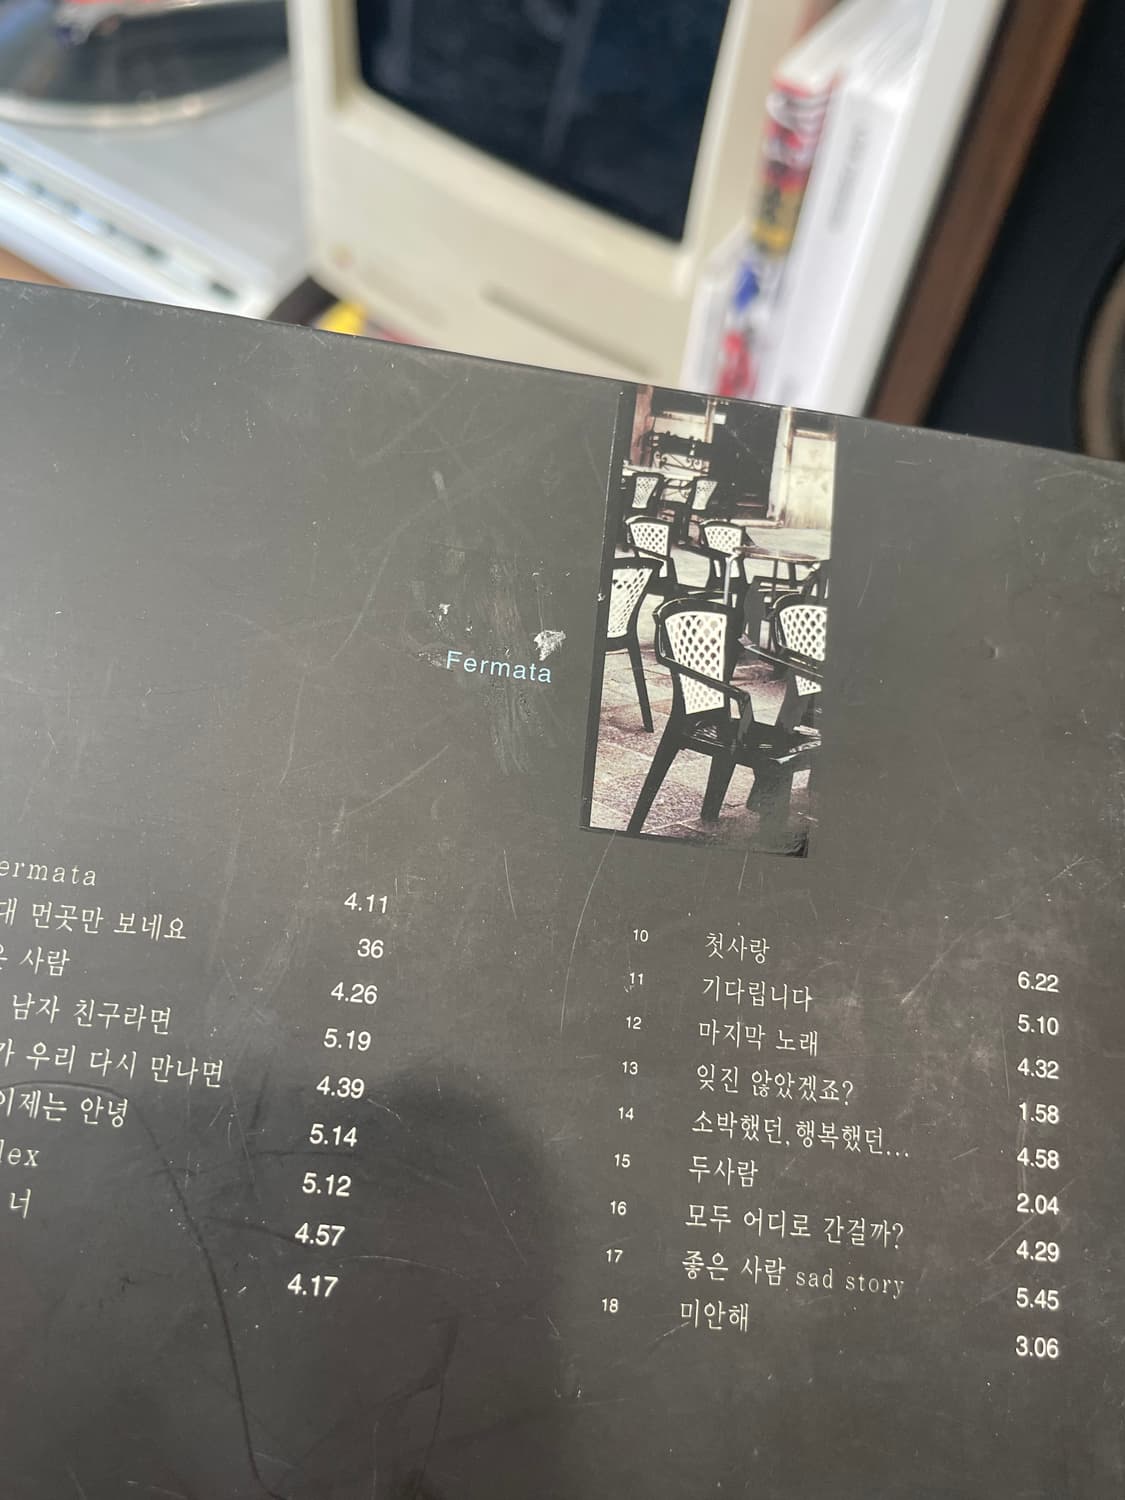 Fermata
ermata 4.11
대 먼곳만 보네요 36
사람 4.26
남자 친구라면 5.19
가 우리 다시 만나면 4.39
이제는 안녕 5.14
lex 5.12
너 4.57
4.17
10 첫사랑 6.22
11 기다립니다 5.10
12 마지막 노래 4.32
13 잊진 않았겠죠? 1.58
14 소박했던, 행복했던... 4.58
15 두사람 2.04
16 모두 어디로 간걸까? 4.29
17 좋은 사람 sad story 5.45
18 미안해 3.06